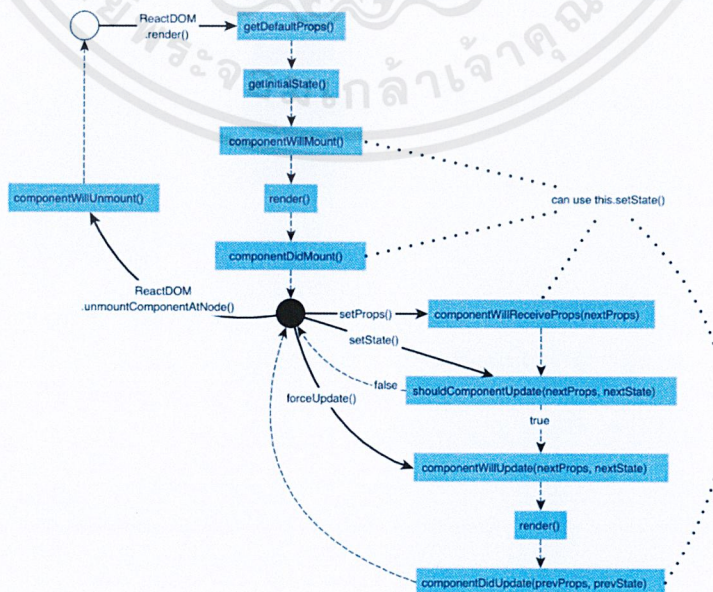 ReactDOM
.render()
getDefaultProps()
getInitialState()
componentWillMount()
render()
componentDidMount()
componentWillUnmount()
can use this.setState()
ReactDOM
.unmountComponentAtNode()
setProps()
componentWillReceiveProps(nextProps)
setState()
false
shouldComponentUpdate(nextProps, nextState)
forceUpdate()
true
componentWillUpdate(nextProps, nextState)
render()
componentDidUpdate(prevProps, prevState)